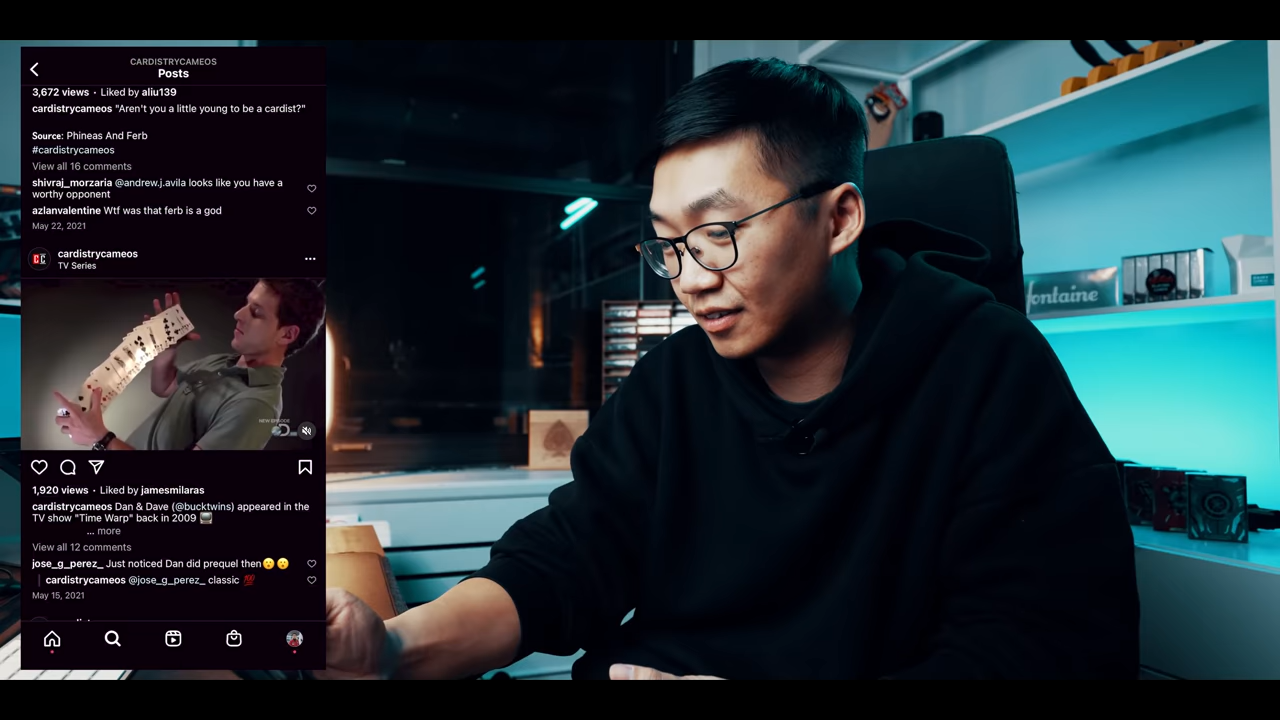 CARDISTRYCAMEOS
Posts
3,672 views · Liked by aliu139
cardistrycameos "Aren't you a little young to be a cardist?"
Source: Phineas And Ferb
#cardistrycameos
View all 16 comments
shivraj_morzaria @andrew.j.avila looks like you have a
worthy opponent
azlanvalentine Wtf was that ferb is a god
May 22, 2021
CC
cardistrycameos
TV Series
NEW EPISODE
1,920 views · Liked by jamesmilaras
cardistrycameos Dan & Dave (@bucktwins) appeared in the
TV show "Time Warp" back in 2009 📺
... more
View all 12 comments
jose_g_perez_ Just noticed Dan did prequel then😮😮
cardistrycameos @jose_g_perez_ classic 💯
May 15, 2021
fontaine